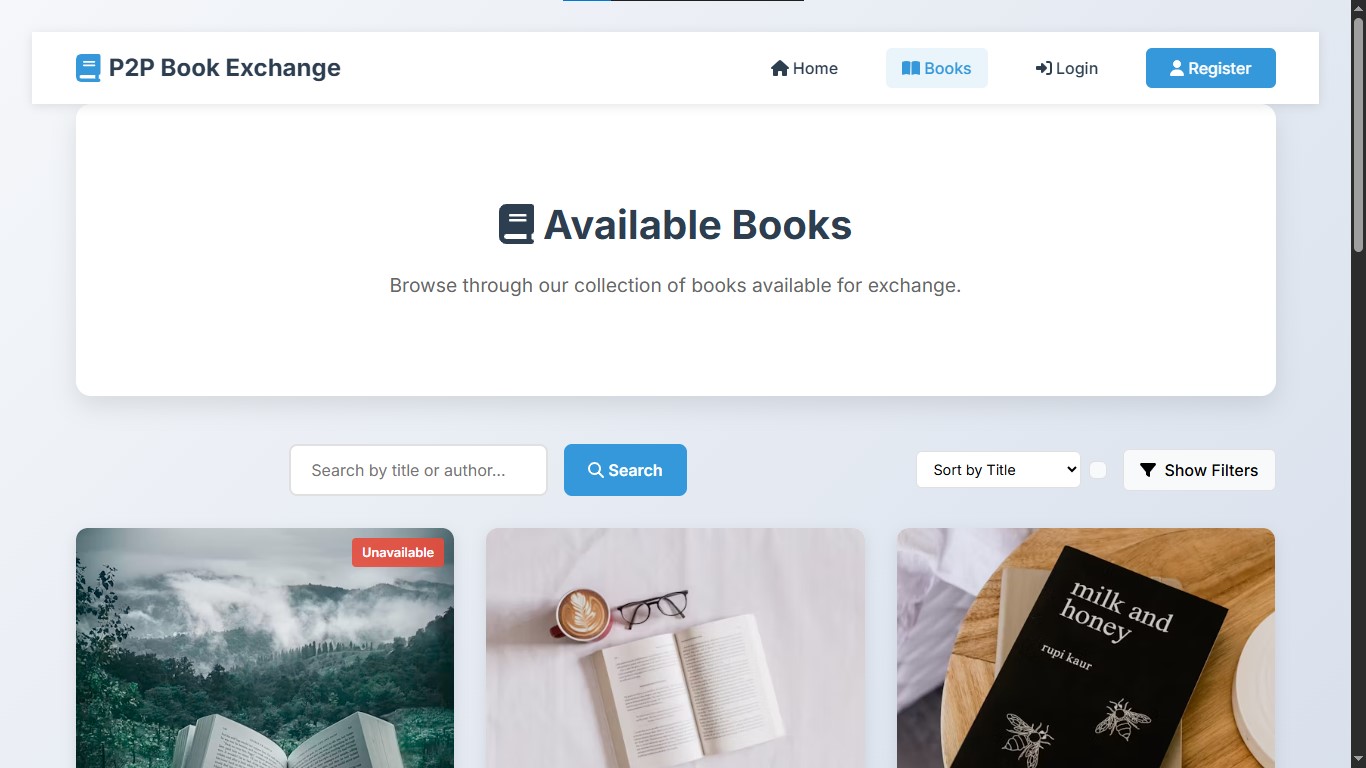 P2P Book Exchange
Home
Books
Login
Register
Available Books
Browse through our collection of books available for exchange.
Search by title or author...
Search
Sort by Title
Show Filters
Unavailable
milk and
honey
rupi kaur